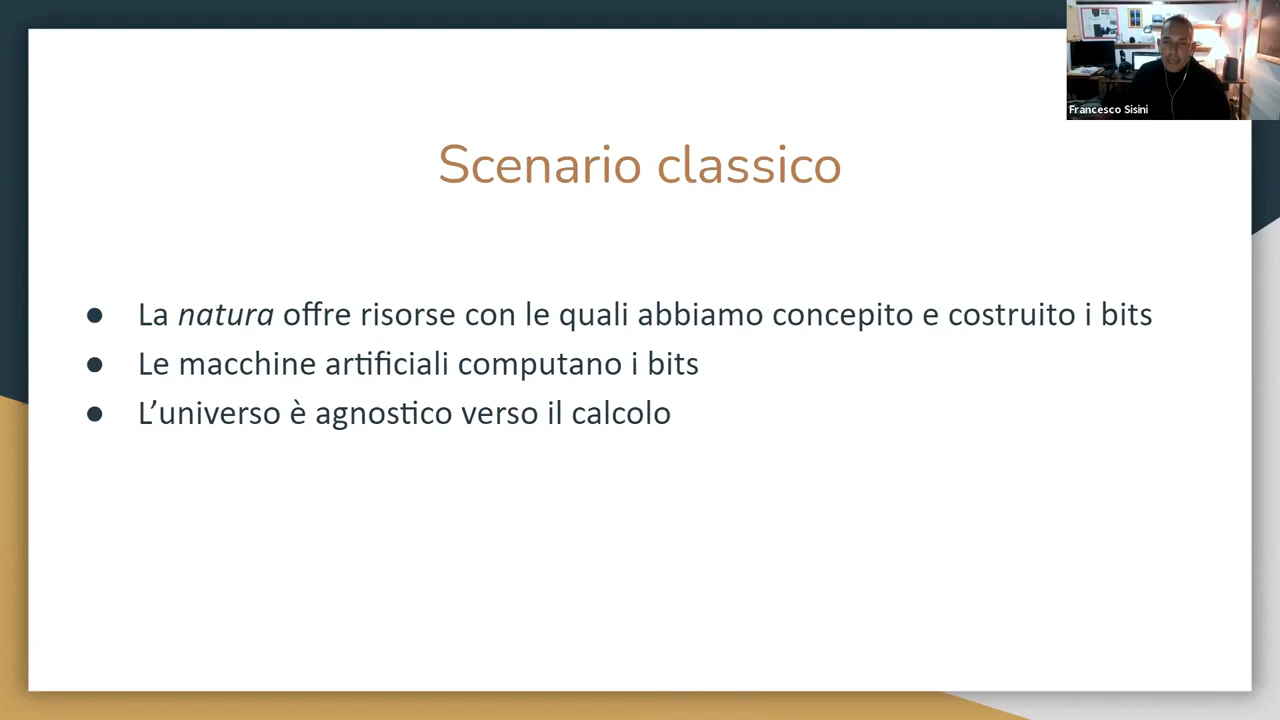 Francesco Sisini
Scenario classico
● La natura offre risorse con le quali abbiamo concepito e costruito i bits
● Le macchine artificiali computano i bits
● L’universo è agnostico verso il calcolo